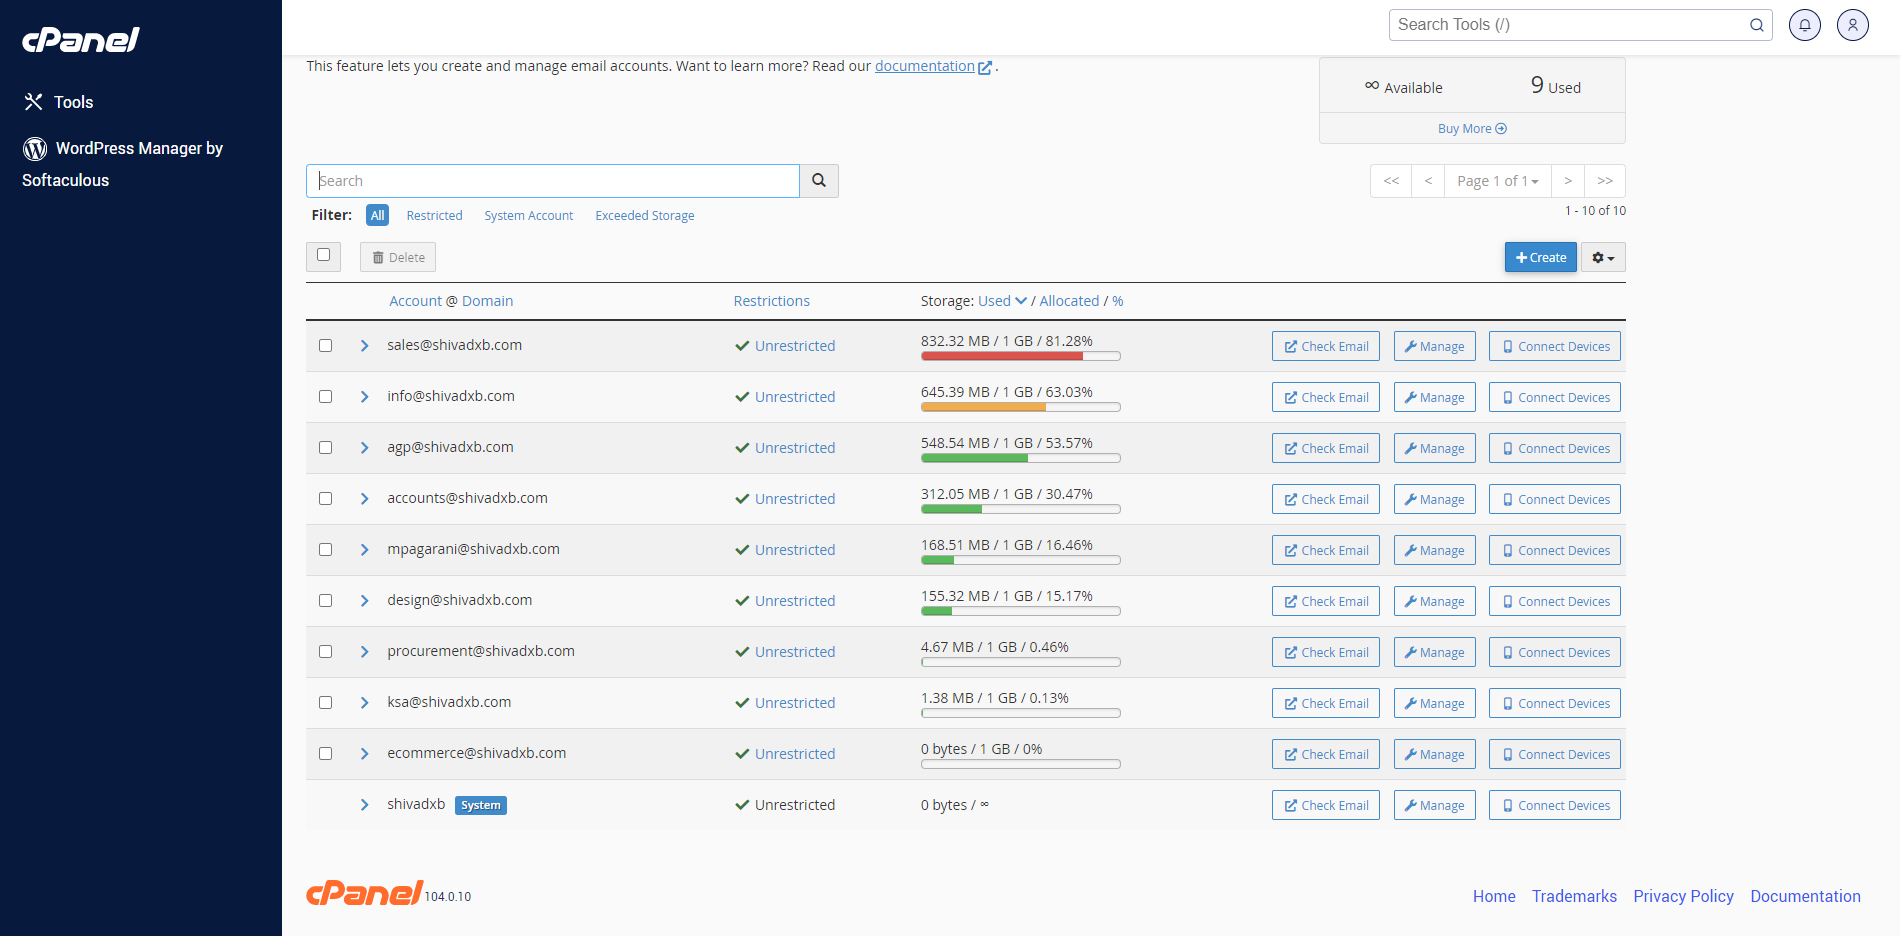 cPanel
Search Tools (/)
Tools
WordPress Manager by
Softaculous
This feature lets you create and manage email accounts. Want to learn more? Read our documentation .
∞ Available 9 Used
Buy More
Search
<< < Page 1 of 1 > >>
Filter: All Restricted System Account Exceeded Storage
1 - 10 of 10
Delete
Create
Account @ Domain Restrictions Storage: Used / Allocated / %
sales@shivadxb.com Unrestricted 832.32 MB / 1 GB / 81.28% Check Email Manage Connect Devices
info@shivadxb.com Unrestricted 645.39 MB / 1 GB / 63.03% Check Email Manage Connect Devices
agp@shivadxb.com Unrestricted 548.54 MB / 1 GB / 53.57% Check Email Manage Connect Devices
accounts@shivadxb.com Unrestricted 312.05 MB / 1 GB / 30.47% Check Email Manage Connect Devices
mpagarani@shivadxb.com Unrestricted 168.51 MB / 1 GB / 16.46% Check Email Manage Connect Devices
design@shivadxb.com Unrestricted 155.32 MB / 1 GB / 15.17% Check Email Manage Connect Devices
procurement@shivadxb.com Unrestricted 4.67 MB / 1 GB / 0.46% Check Email Manage Connect Devices
ksa@shivadxb.com Unrestricted 1.38 MB / 1 GB / 0.13% Check Email Manage Connect Devices
ecommerce@shivadxb.com Unrestricted 0 bytes / 1 GB / 0% Check Email Manage Connect Devices
shivadxb System Unrestricted 0 bytes / ∞ Check Email Manage Connect Devices
cPanel 104.0.10
Home Trademarks Privacy Policy Documentation